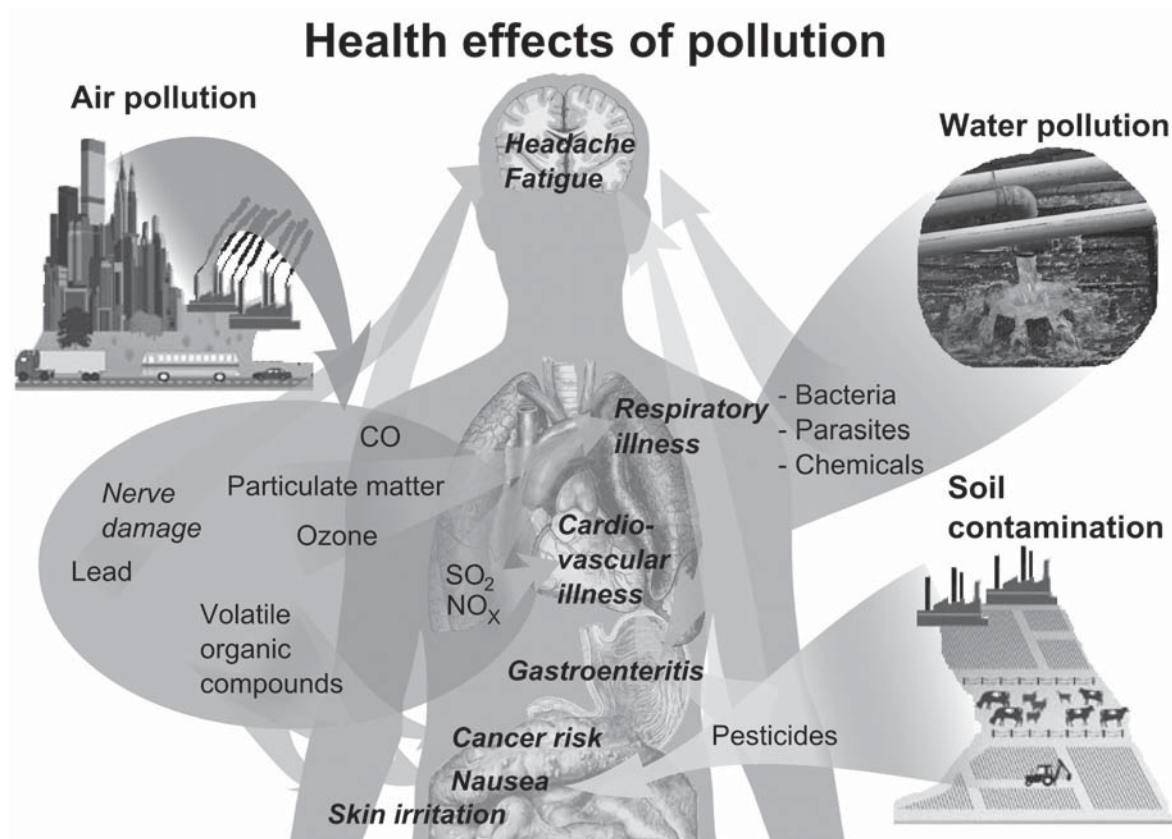 Health effects of pollution
Air pollution
Water pollution
Headache
Fatigue
CO
Particulate matter
Nerve
damage
Ozone
Lead
SO₂
NOₓ
Volatile
organic
compounds
Respiratory
illness
Cardio-
vascular
illness
Gastroenteritis
Cancer risk
Nausea
Skin irritation
- Bacteria
- Parasites
- Chemicals
Soil
contamination
Pesticides